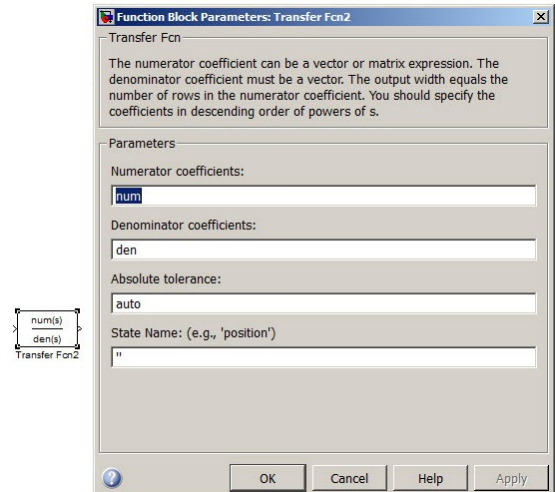 Function Block Parameters: Transfer Fcn2
Transfer Fcn
The numerator coefficient can be a vector or matrix expression. The
denominator coefficient must be a vector. The output width equals the
number of rows in the numerator coefficient. You should specify the
coefficients in descending order of powers of s.
Parameters
Numerator coefficients:
num
Denominator coefficients:
den
Absolute tolerance:
auto
State Name: (e.g., 'position')
''
num(s)
den(s)
Transfer Fcn2
OK Cancel Help Apply